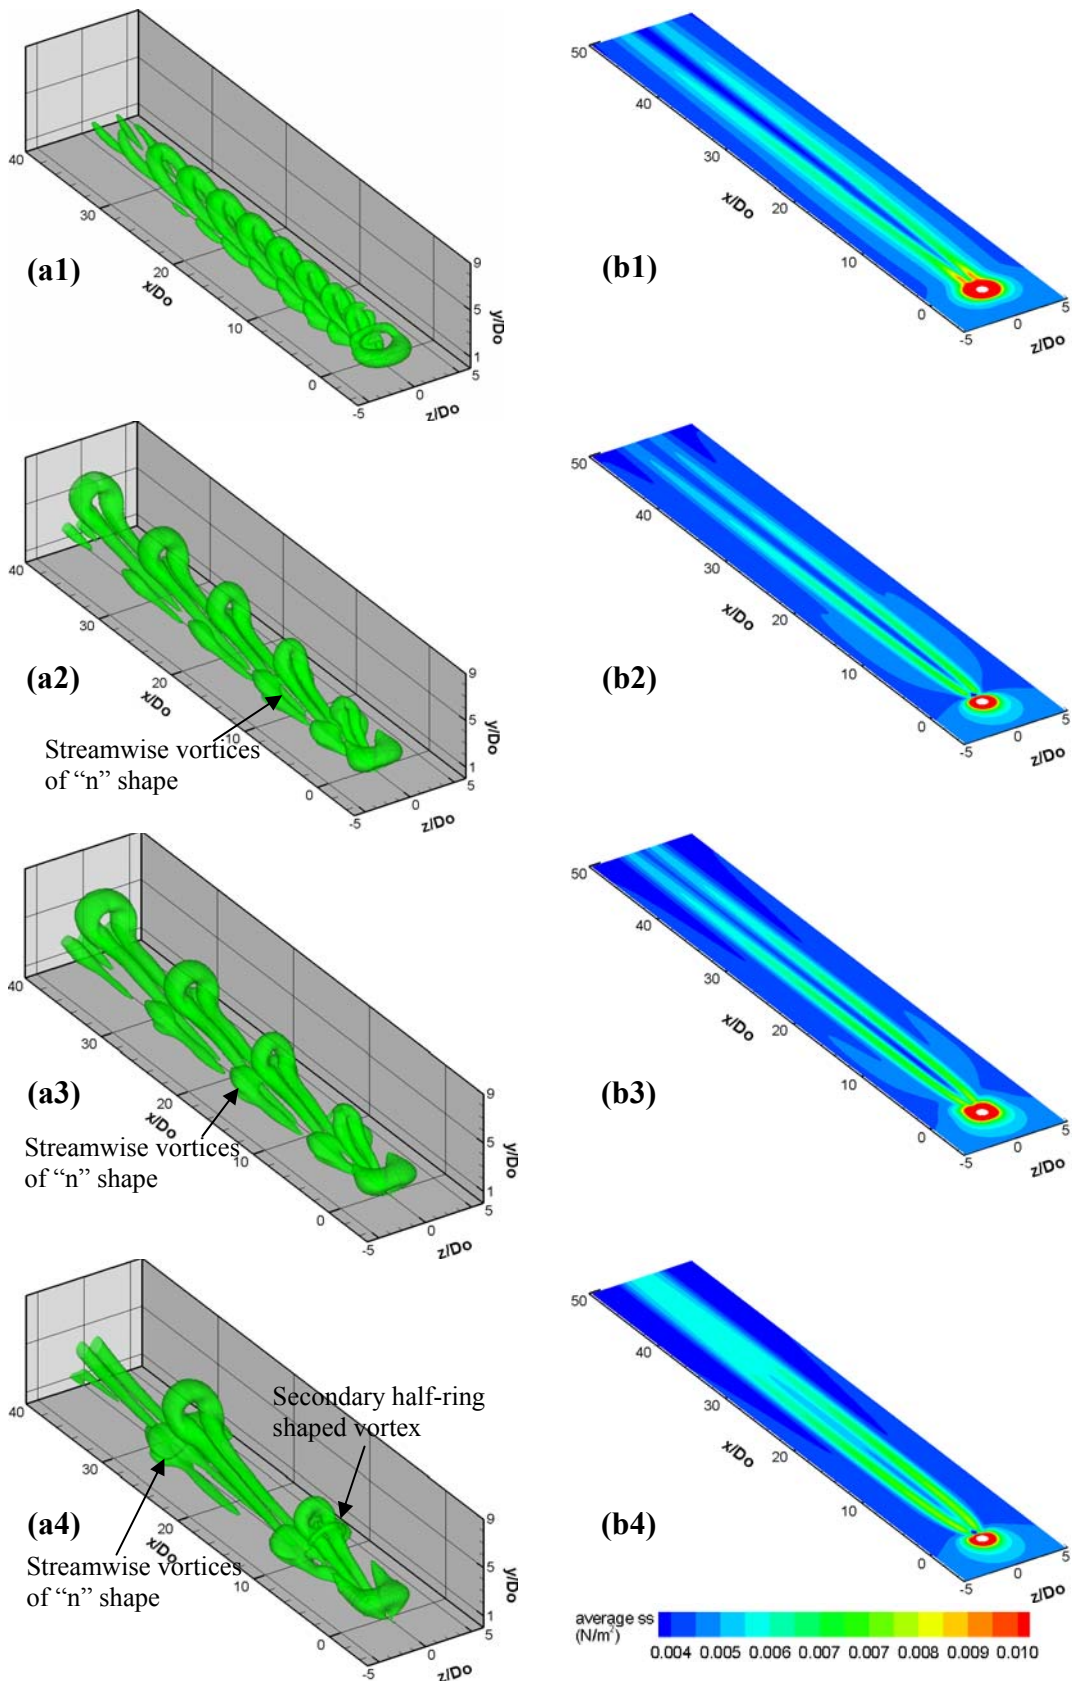 40
30
(a1)
20
x/Do
10
0
-5
0
z/Do
5
9
5
1
y/Do
50
40
30
x/Do
20
(b1)
10
0
-5
0
5
z/Do
40
30
(a2)
20
x/Do
10
Streamwise vortices
of “n” shape
0
-5
0
z/Do
5
9
5
1
y/Do
50
40
30
x/Do
20
(b2)
10
0
-5
0
5
z/Do
40
30
(a3)
20
x/Do
10
Streamwise vortices
of “n” shape
0
-5
0
z/Do
5
9
5
1
y/Do
50
40
30
x/Do
20
(b3)
10
0
-5
0
5
z/Do
40
Secondary half-ring
shaped vortex
30
(a4)
20
x/Do
10
Streamwise vortices
of “n” shape
0
-5
0
z/Do
5
9
5
1
y/Do
50
40
30
x/Do
20
(b4)
10
0
-5
0
5
z/Do
average ss
(N/m²)
0.004 0.005 0.006 0.007 0.007 0.008 0.009 0.010